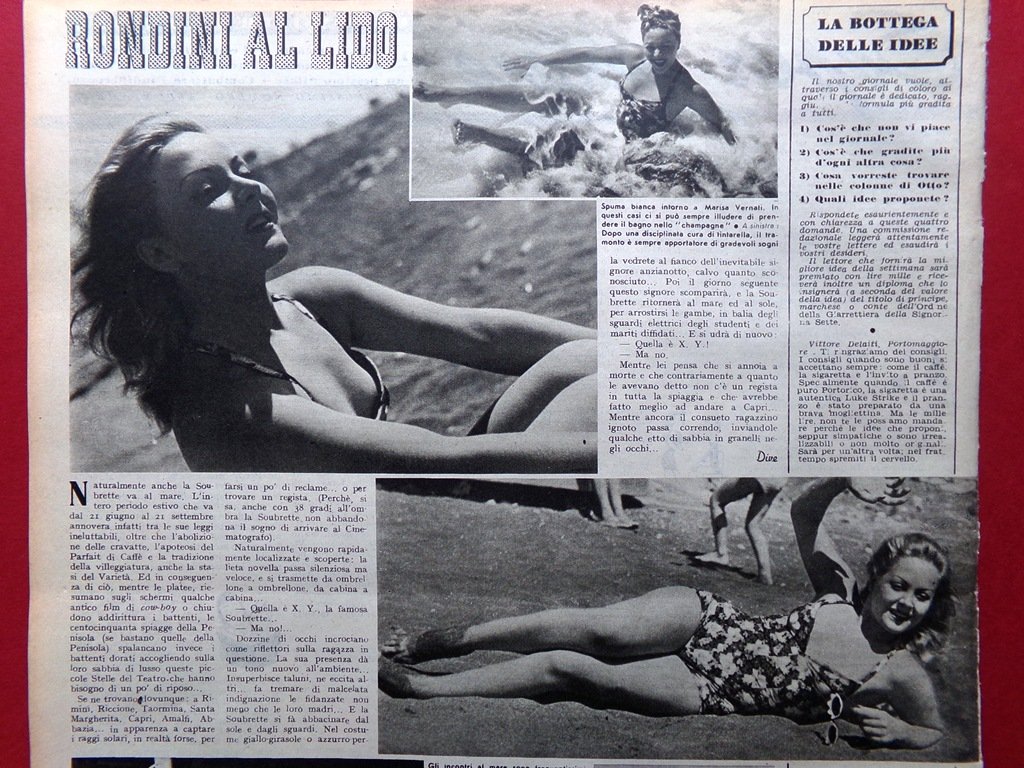 RONDINI AL LIDO
Spuma bianca intorno a Marisa Vernati. In
questi casi ci si può sempre illudere di pren-
dere il bagno nello "champagne" ● A sinistra:
Dopo una disciplinata cura di tintarella, il tra-
monto è sempre apportatore di gradevoli sogni
Naturalmente anche la Sou-
brette va al mare. L'in-
tero periodo estivo che va
dal 21 giugno al 21 settembre
annovera infatti tra le sue leggi
ineluttabili, oltre che l'abolizio-
ne delle cravatte, l'apoteosi del
Parfait di Caffè e la tradizione
della villeggiatura, anche la sta-
si del Varietà. Ed in conseguen-
za di ciò, mentre le platee, rie-
sumano sugli schermi qualche
antico film di cow-boy o chiu-
dono addirittura i battenti, le
centocinquanta spiagge della Pe-
nisola (se bastano quelle della
Penisola) spalancano invece i
battenti dorati accogliendo sulla
loro sabbia di lusso queste pic-
cole Stelle del Teatro che hanno
bisogno di un po' di riposo...
Se ne trovano dovunque: a Ri-
mini, Riccione, Taormina, Santa
Margherita, Capri, Amalfi, Ab-
bazia... in apparenza a captare
i raggi solari, in realtà forse, per
farsi un po' di reclame... o per
trovare un regista. (Perchè, si
sa, anche con 38 gradi all'om-
bra la Soubrette non abbando-
na il sogno di arrivare al Cine-
matografo).
Naturalmente vengono rapida-
mente localizzate e scoperte: la
lieta novella passa silenziosa ma
veloce, e si trasmette da ombrel-
lone a ombrellone, da cabina a
cabina...
— Quella è X. Y., la famosa
Soubrette...
— Ma no!...
Dozzine di occhi incrociano
come riflettori sulla ragazza in
questione. La sua presenza dà
un tono nuovo all'ambiente...
Insuperbisce taluni, ne eccita al-
tri... fa tremare di malcelata
indignazione le fidanzate non
meno che le loro madri... E la
Soubrette si fà abbacinare dal
sole e dagli sguardi. Nel costu-
me giallo-girasole o azzurro-per-
la vedrete al fianco dell'inevitabile si-
gnore anzianotto, calvo quanto sco-
nosciuto... Poi il giorno seguente
questo signore scomparirà, e la Sou-
brette ritornerà al mare ed al sole,
per arrostirsi le gambe, in balia degli
sguardi elettrici degli studenti e dei
mariti diffidati... E si udrà di nuovo:
— Quella è X. Y.!
— Ma no.
Mentre lei pensa che si annoia a
morte e che contrariamente a quanto
le avevano detto non c'è un regista
in tutta la spiaggia e che avrebbe
fatto meglio ad andare a Capri...
Mentre ancora il consueto ragazzino
ignoto passa correndo, inviandole
qualche etto di sabbia in granelli ne-
gli occhi...
Dive
LA BOTTEGA
DELLE IDEE
Il nostro giornale vuole, at-
traverso i consigli di coloro ai
quali il giornale è dedicato, rag-
giu... formula più gradita
a tutti.
1) Cos'è che non vi piace
nel giornale?
2) Cos'è che gradite più
d'ogni altra cosa?
3) Cosa vorreste trovare
nelle colonne di Otto?
4) Quali idee proponete?
Rispondete esaurientemente e
con chiarezza a queste quattro
domande. Una commissione re-
dazionale leggerà attentamente
le vostre lettere ed esaudirà i
vostri desideri.
Il lettore che fornirà la mi-
gliore idea della settimana sarà
premiato con lire mille e rice-
verà inoltre un diploma che lo
insignerà (a seconda del valore
della idea) del titolo di principe,
marchese o conte dell'Ordine
della Giarrettiera della Signor-
na Sette.
●
Vittore Delaiti, Portomaggio-
re. Ti ringraziamo dei consigli.
I consigli quando sono buoni si
accettano sempre: come il caffè,
la sigaretta e l'invito a pranzo.
Specialmente quando il caffè è
puro Portorico, la sigaretta è una
autentica Luke Strike e il pran-
zo è stato preparato da una
brava mogliettina. Ma le mille
lire, non te le possiamo manda-
re perchè le idee che proponi,
seppur simpatiche o sono irrea-
lizzabili o non molto originali.
Sarà per un'altra volta; nel frat-
tempo spremiti il cervello.
Gli incontri al mare sono